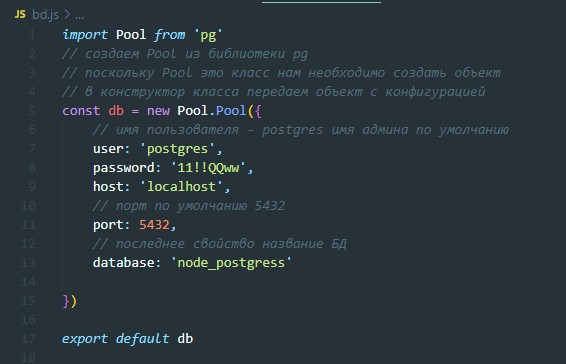 JS bd.js > ...
1 import Pool from 'pg'
2 // создаем Pool из библиотеки pg
3 // поскольку Pool это класс нам необходимо создать объект
4 // в конструктор класса передаем объект с конфигурацией
5 const db = new Pool.Pool({
6 // имя пользователя - postgres имя админа по умолчанию
7 user: 'postgres',
8 password: '11!!QQww',
9 host: 'localhost',
10 // порт по умолчанию 5432
11 port: 5432,
12 // последнее свойство название БД
13 database: 'node_postgress'
14
15 })
16
17 export default db
18